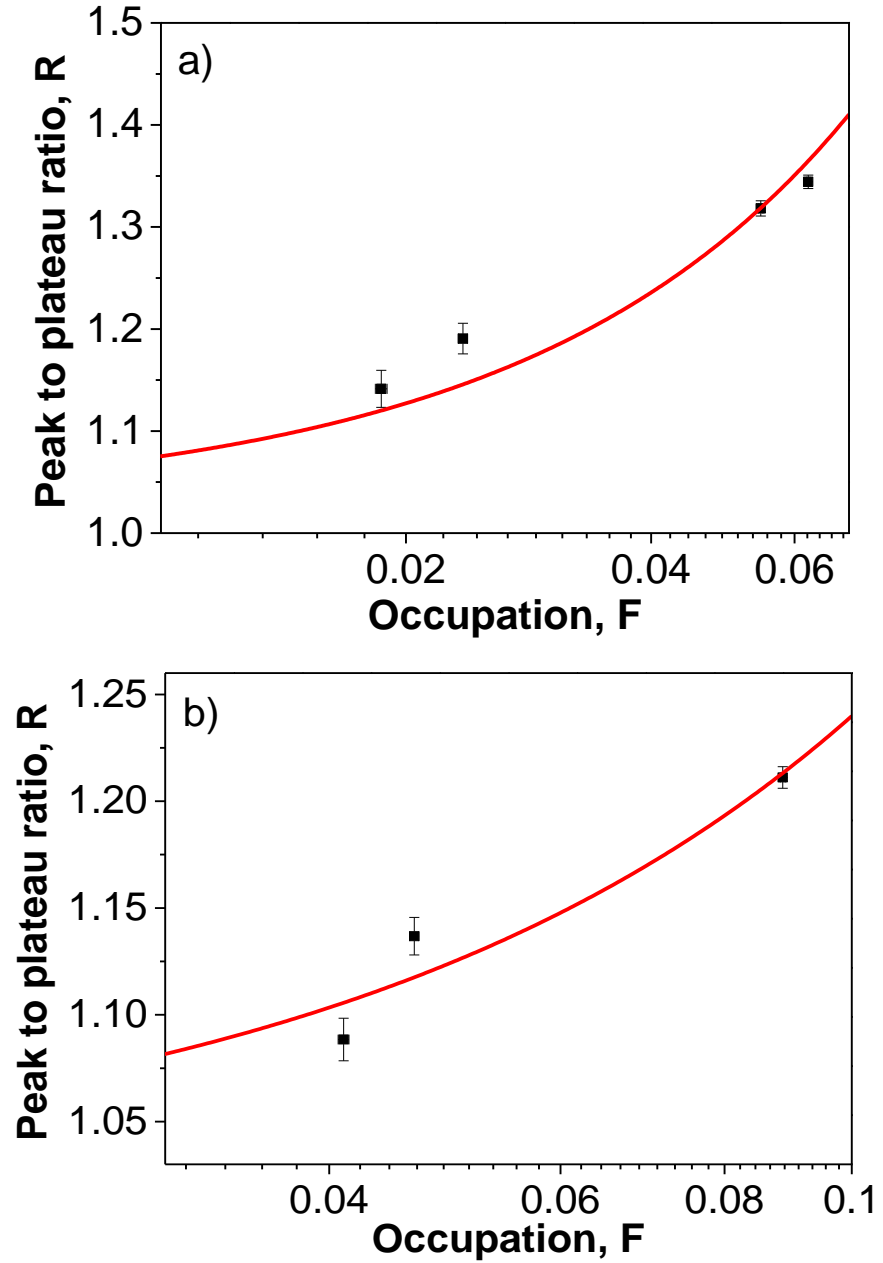 a)
Peak to plateau ratio, R
1.5
1.4
1.3
1.2
1.1
1.0
0.02 0.04 0.06
Occupation, F
b)
Peak to plateau ratio, R
1.25
1.20
1.15
1.10
1.05
0.04 0.06 0.08 0.1
Occupation, F